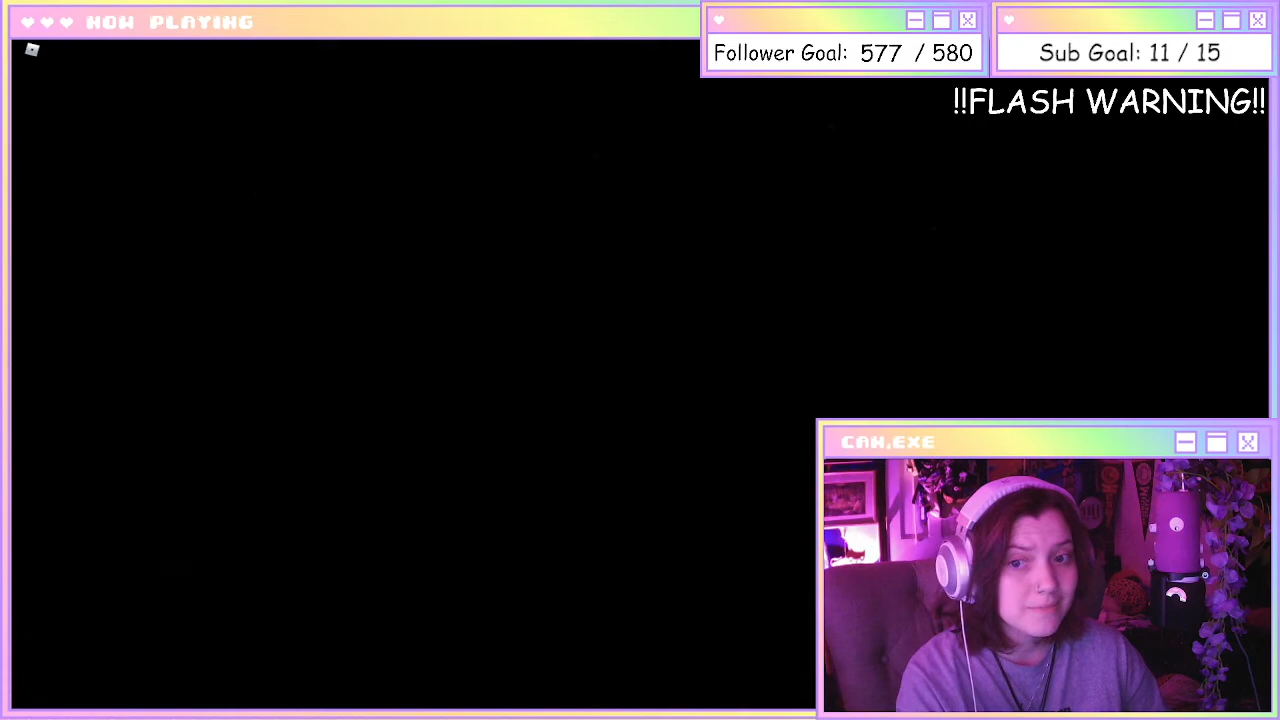 NOW PLAYING
Follower Goal: 577 / 580
Sub Goal: 11 / 15
!!FLASH WARNING!!
CAM.EXE